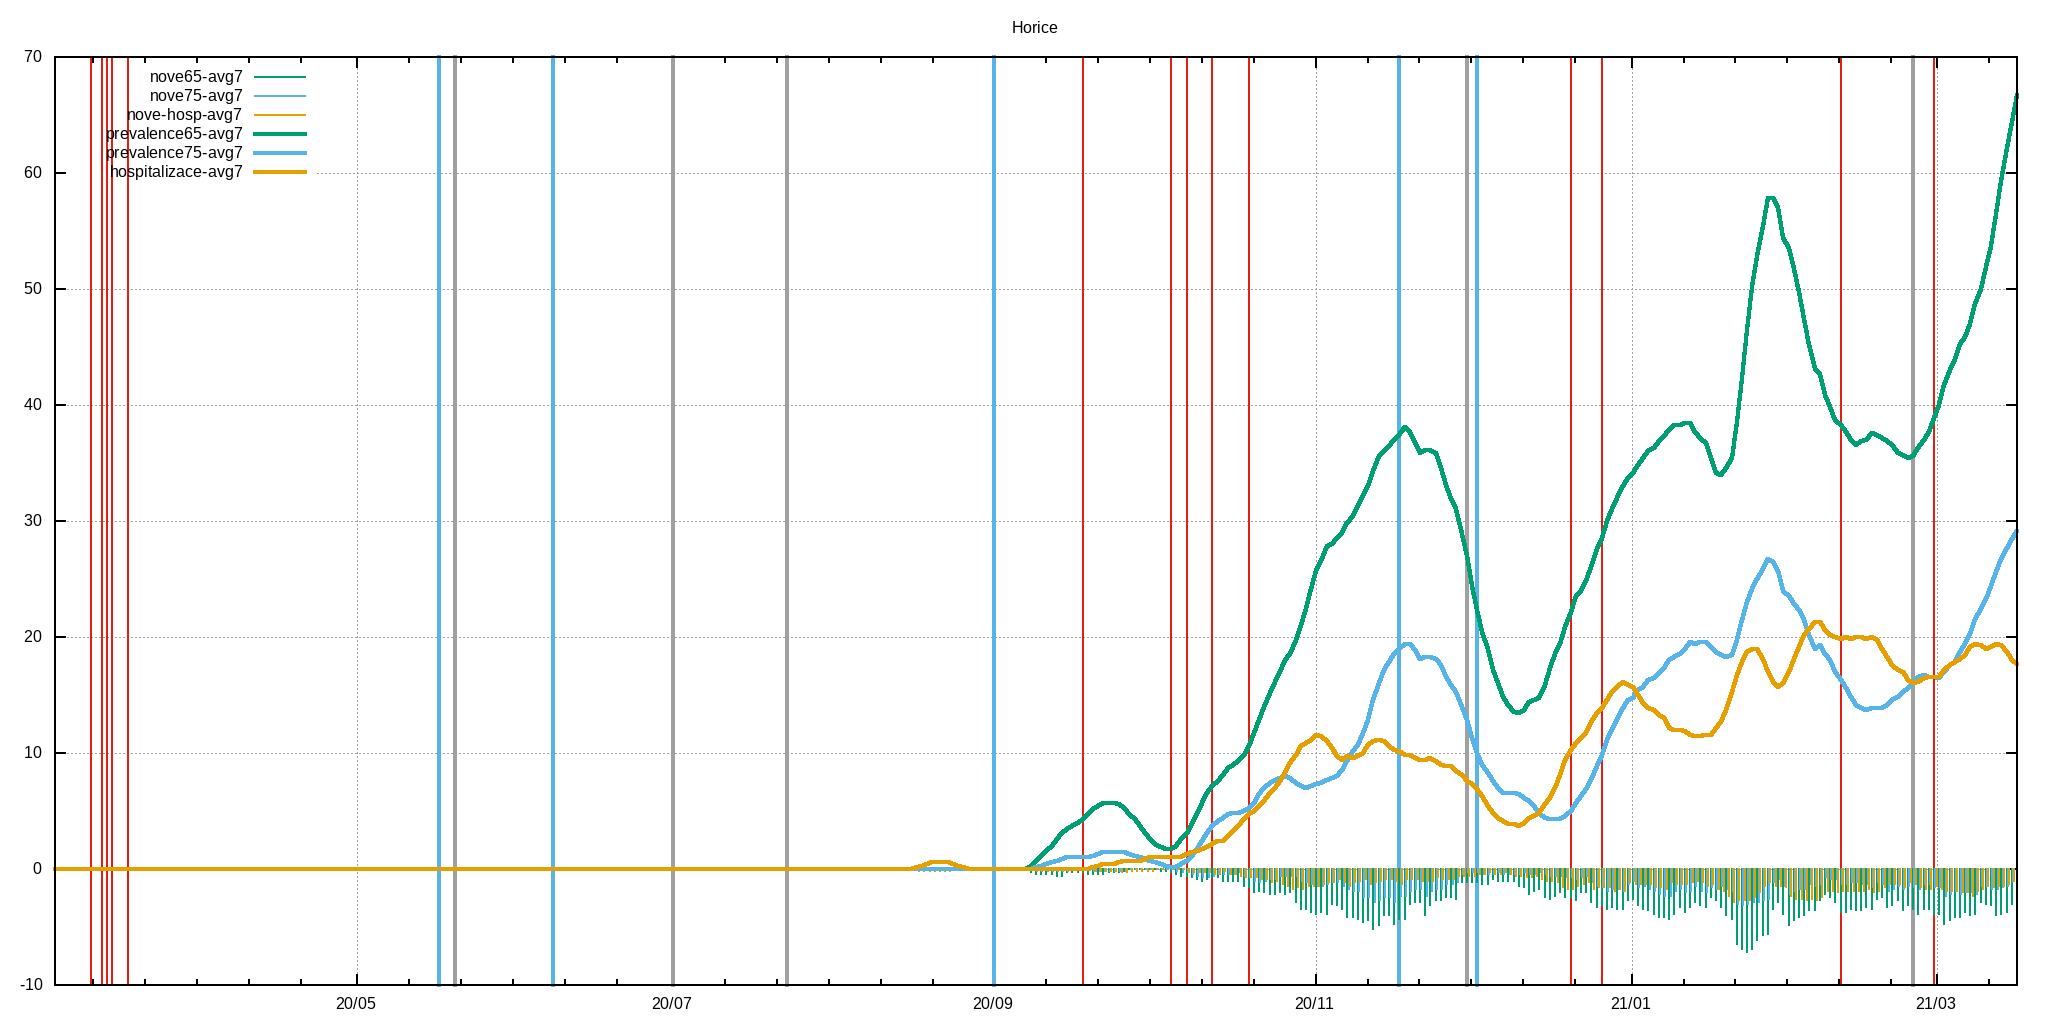 Horice
70
nove65-avg7
nove75-avg7
nove-hosp-avg7
prevalence65-avg7
prevalence75-avg7
hospitalizace-avg7
60
50
40
30
20
10
0
-10
20/05 20/07 20/09 20/11 21/01 21/03